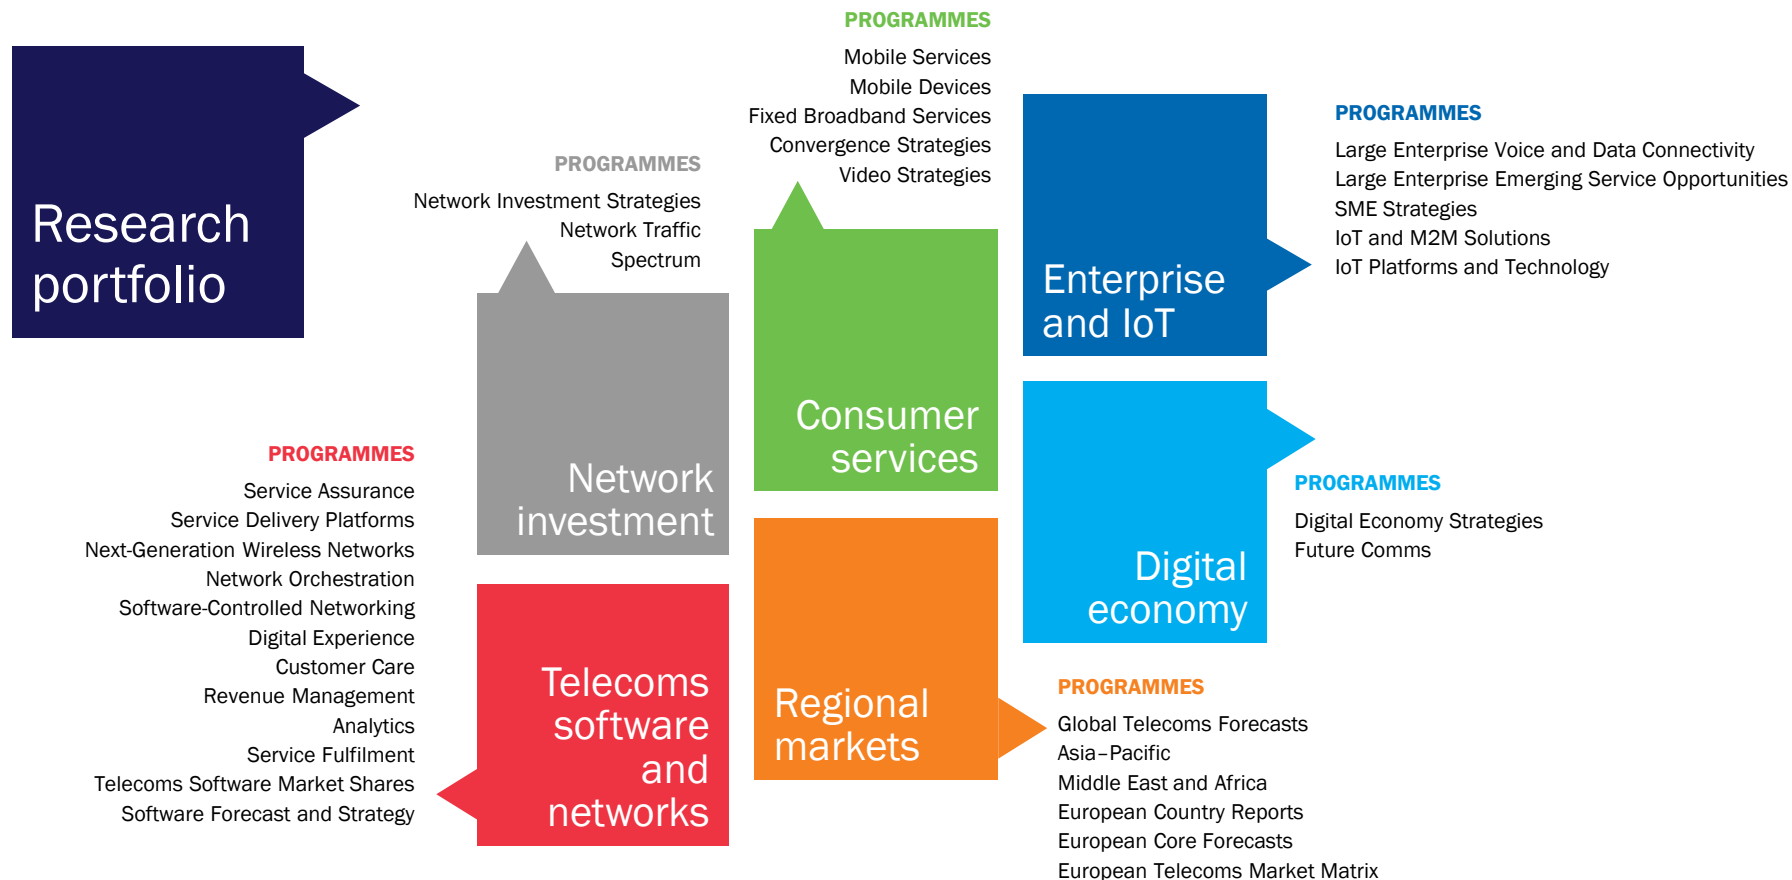 Research
portfolio
PROGRAMMES
Network Investment Strategies
Network Traffic
Spectrum
Network
investment
PROGRAMMES
Mobile Services
Mobile Devices
Fixed Broadband Services
Convergence Strategies
Video Strategies
Consumer
services
Enterprise
and IoT
PROGRAMMES
Large Enterprise Voice and Data Connectivity
Large Enterprise Emerging Service Opportunities
SME Strategies
IoT and M2M Solutions
IoT Platforms and Technology
PROGRAMMES
Service Assurance
Service Delivery Platforms
Next-Generation Wireless Networks
Network Orchestration
Software-Controlled Networking
Digital Experience
Customer Care
Revenue Management
Analytics
Service Fulfilment
Telecoms Software Market Shares
Software Forecast and Strategy
Telecoms
software
and
networks
Regional
markets
PROGRAMMES
Global Telecoms Forecasts
Asia–Pacific
Middle East and Africa
European Country Reports
European Core Forecasts
European Telecoms Market Matrix
Digital
economy
PROGRAMMES
Digital Economy Strategies
Future Comms